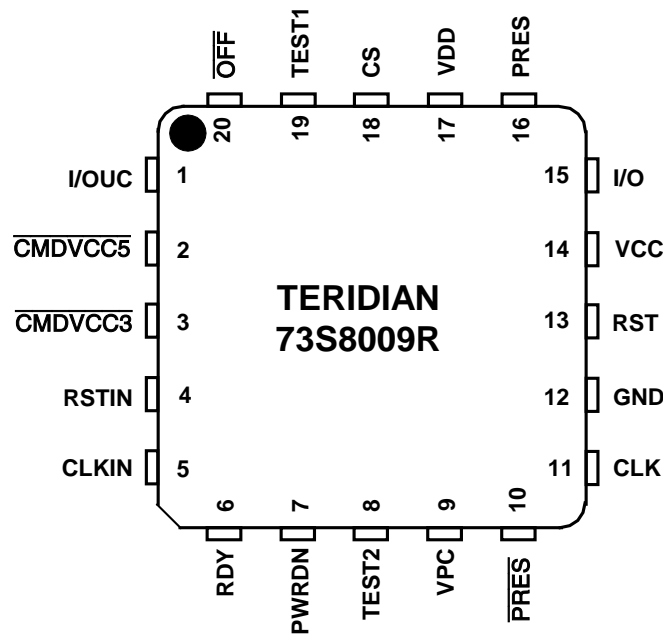 OFF TEST1 CS VDD PRES
20 19 18 17 16
I/OUC 1 15 I/O
CMDVCC5 2 14 VCC
TERIDIAN
73S8009R
CMDVCC3 3 13 RST
RSTIN 4 12 GND
CLKIN 5 11 CLK
6 7 8 9 10
RDY PWRDN TEST2 VPC PRES